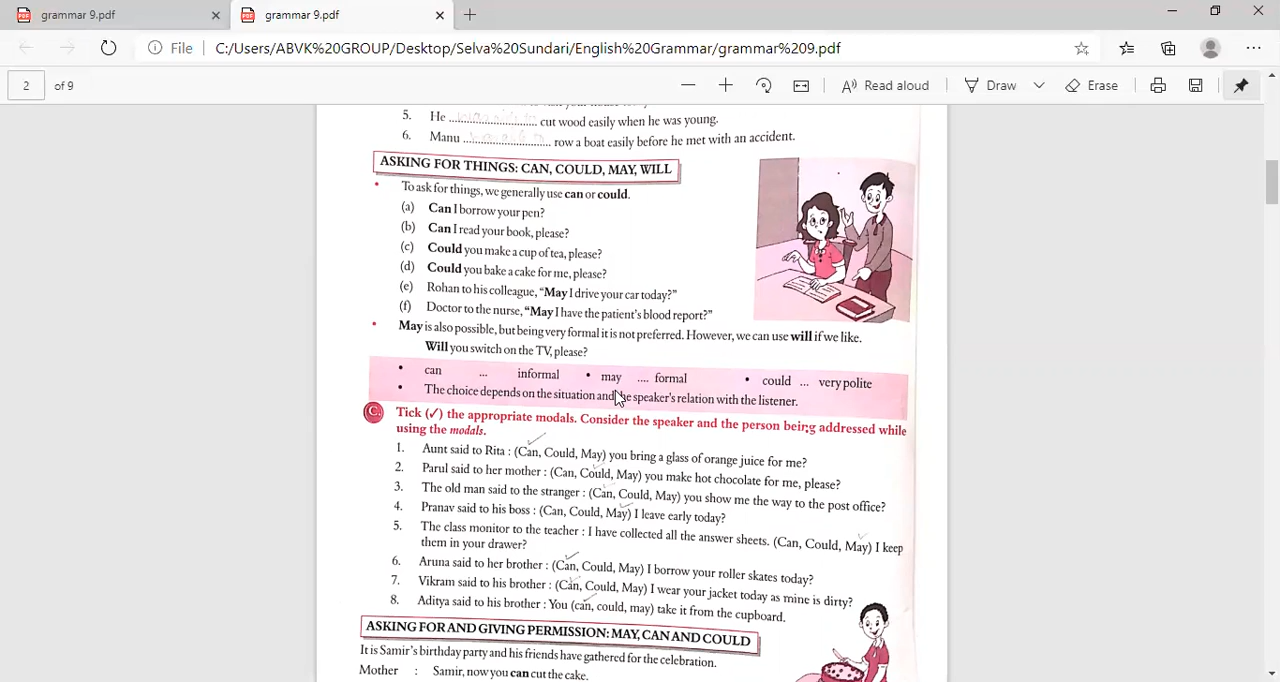 grammar 9.pdf
grammar 9.pdf
File C:/Users/ABVK%20GROUP/Desktop/Selva%20Sundari/English%20Grammar/grammar%209.pdf
2 of 9 Read aloud Draw Erase
5. He .................... cut wood easily when he was young.
6. Manu .................... row a boat easily before he met with an accident.
ASKING FOR THINGS: CAN, COULD, MAY, WILL
• To ask for things, we generally use can or could.
(a) Can I borrow your pen?
(b) Can I read your book, please?
(c) Could you make a cup of tea, please?
(d) Could you bake a cake for me, please?
(e) Rohan to his colleague, “May I drive your car today?”
(f) Doctor to the nurse, “May I have the patient's blood report?”
• May is also possible, but being very formal it is not preferred. However, we can use will if we like.
Will you switch on the TV, please?
• can ... informal • may .... formal • could ... very polite
• The choice depends on the situation and the speaker's relation with the listener.
C. Tick (✓) the appropriate modals. Consider the speaker and the person being addressed while
using the modals.
1. Aunt said to Rita : (Can, Could, May) you bring a glass of orange juice for me?
2. Parul said to her mother : (Can, Could, May) you make hot chocolate for me, please?
3. The old man said to the stranger : (Can, Could, May) you show me the way to the post office?
4. Pranav said to his boss : (Can, Could, May) I leave early today?
5. The class monitor to the teacher : I have collected all the answer sheets. (Can, Could, May) I keep
them in your drawer?
6. Aruna said to her brother : (Can, Could, May) I borrow your roller skates today?
7. Vikram said to his brother : (Can, Could, May) I wear your jacket today as mine is dirty?
8. Aditya said to his brother : You (can, could, may) take it from the cupboard.
ASKING FOR AND GIVING PERMISSION: MAY, CAN AND COULD
It is Samir's birthday party and his friends have gathered for the celebration.
Mother : Samir, now you can cut the cake.